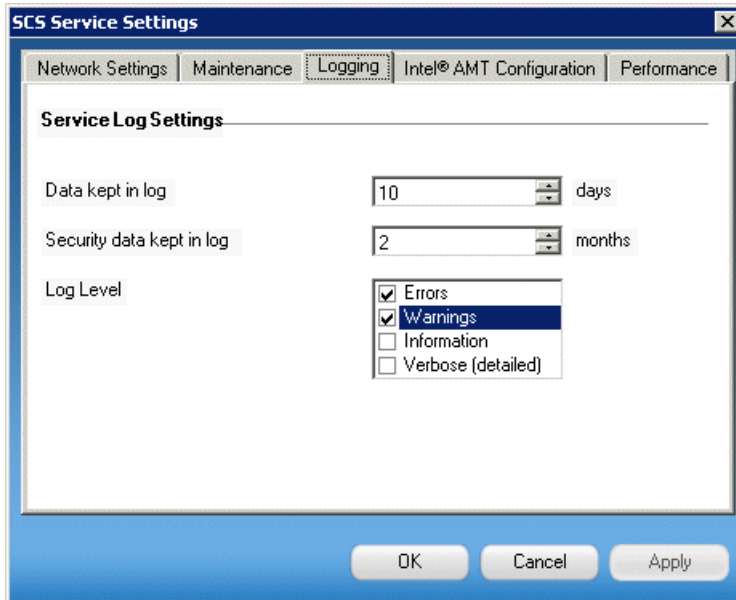 SCS Service Settings
Network Settings Maintenance Logging Intel® AMT Configuration Performance
Service Log Settings
Data kept in log 10 days
Security data kept in log 2 months
Log Level
Errors
Warnings
Information
Verbose (detailed)
OK Cancel Apply